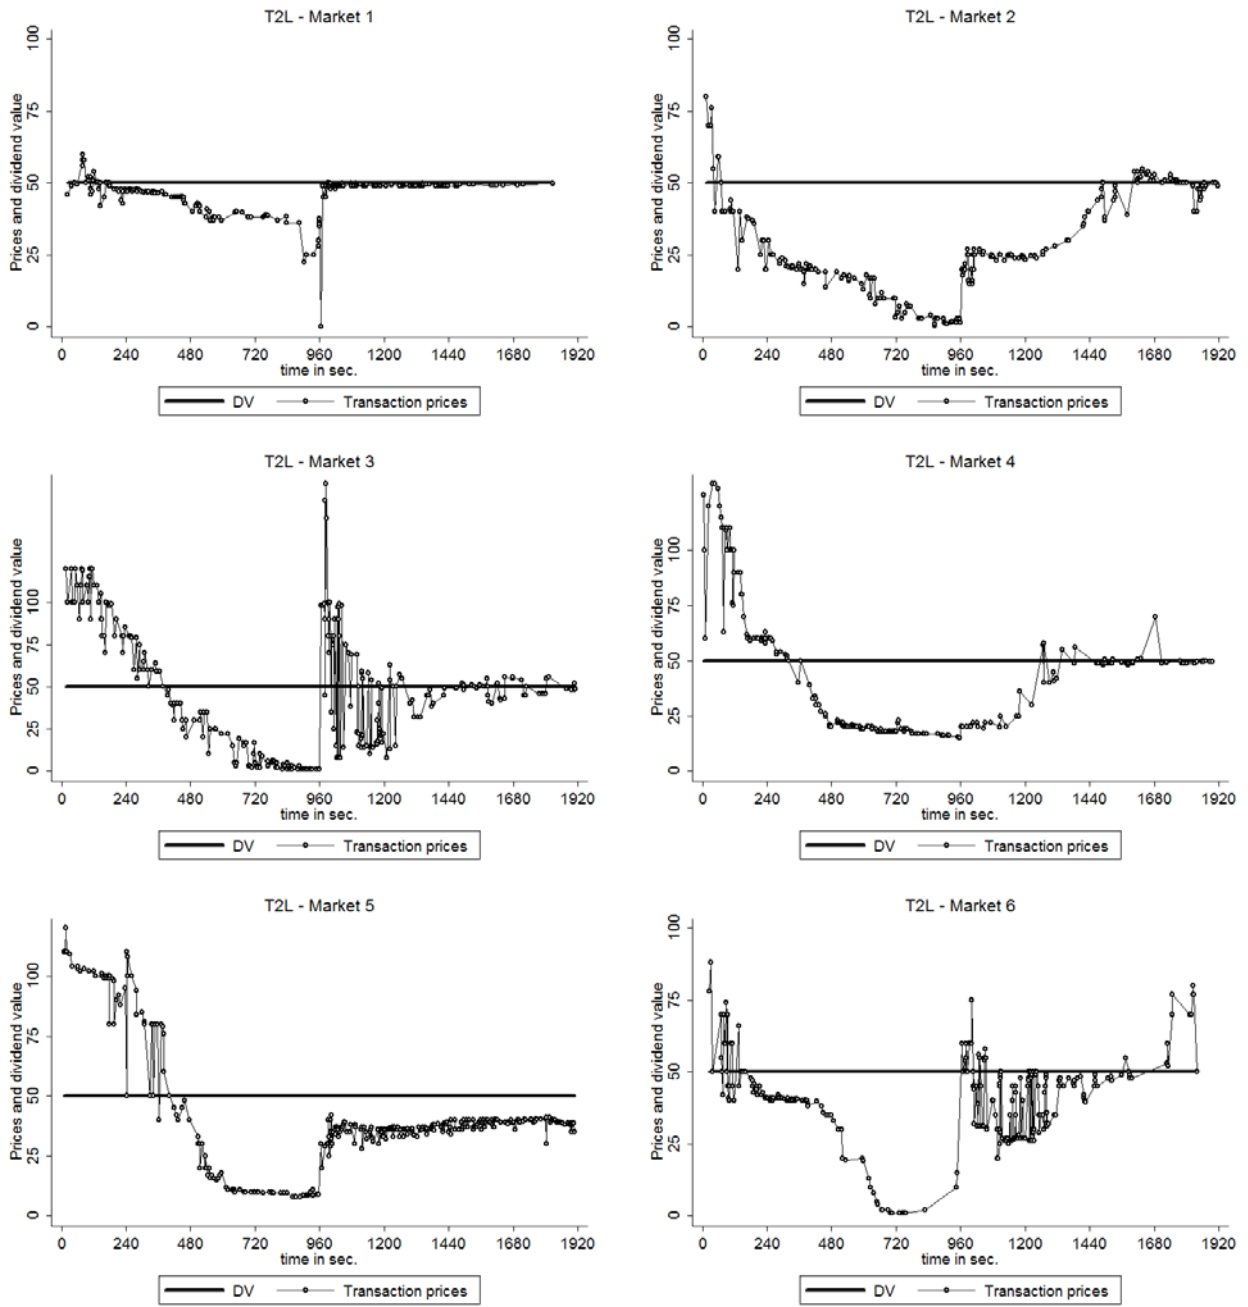 T2L - Market 1
Prices and dividend value
100
75
50
25
0
0 240 480 720 960 1200 1440 1680 1920
time in sec.
DV Transaction prices
T2L - Market 2
Prices and dividend value
100
75
50
25
0
0 240 480 720 960 1200 1440 1680 1920
time in sec.
DV Transaction prices
T2L - Market 3
Prices and dividend value
100
75
50
25
0
0 240 480 720 960 1200 1440 1680 1920
time in sec.
DV Transaction prices
T2L - Market 4
Prices and dividend value
100
75
50
25
0
0 240 480 720 960 1200 1440 1680 1920
time in sec.
DV Transaction prices
T2L - Market 5
Prices and dividend value
100
75
50
25
0
0 240 480 720 960 1200 1440 1680 1920
time in sec.
DV Transaction prices
T2L - Market 6
Prices and dividend value
100
75
50
25
0
0 240 480 720 960 1200 1440 1680 1920
time in sec.
DV Transaction prices